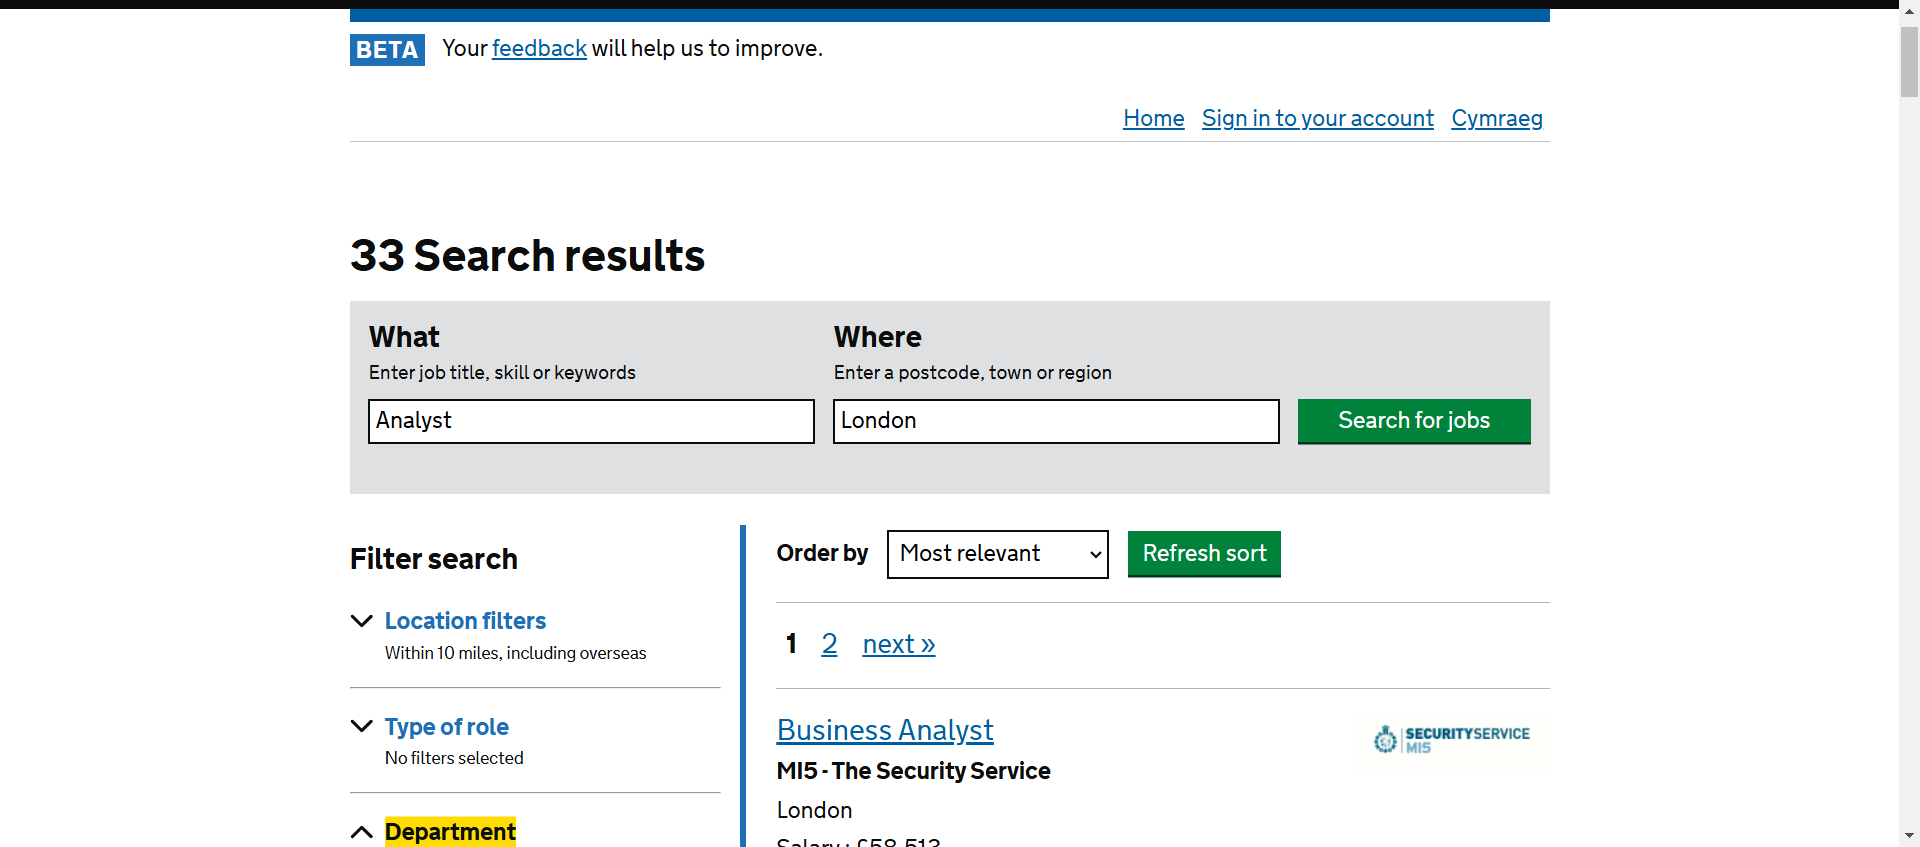 BETA Your feedback will help us to improve.
Home Sign in to your account Cymraeg
33 Search results
What
Enter job title, skill or keywords
Analyst
Where
Enter a postcode, town or region
London
Search for jobs
Filter search
Location filters
Within 10 miles, including overseas
Type of role
No filters selected
Department
Order by Most relevant Refresh sort
1 2 next »
Business Analyst
SECURITYSERVICE
MI5
MI5 - The Security Service
London
Salary : £58,513